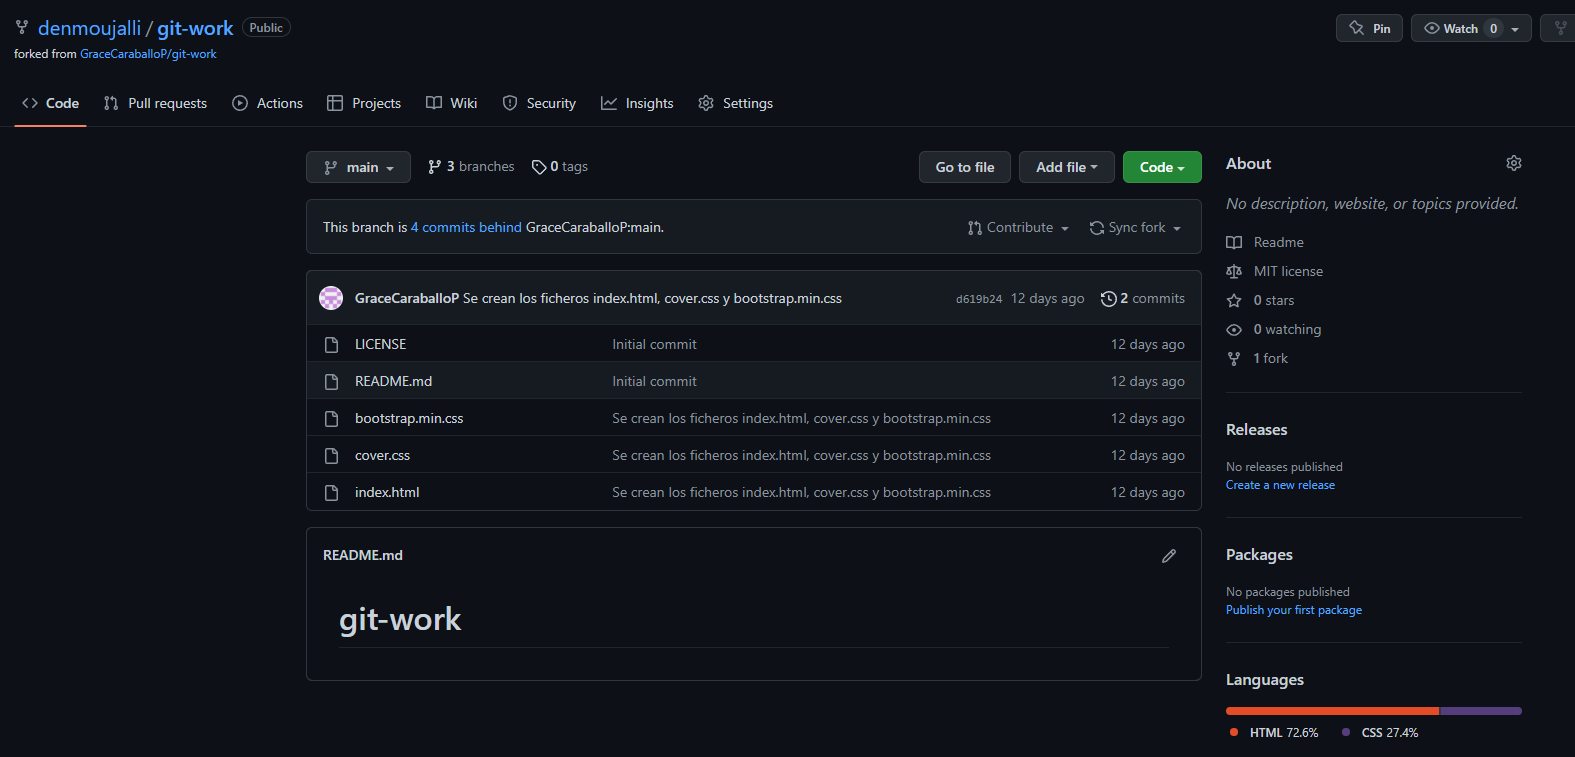 denmoujalli / git-work Public
Pin Watch 0
forked from GraceCaraballoP/git-work
Code Pull requests Actions Projects Wiki Security Insights Settings
main 3 branches 0 tags Go to file Add file Code
This branch is 4 commits behind GraceCaraballoP:main. Contribute Sync fork
GraceCaraballoP Se crean los ficheros index.html, cover.css y bootstrap.min.css d619b24 12 days ago 2 commits
LICENSE Initial commit 12 days ago
README.md Initial commit 12 days ago
bootstrap.min.css Se crean los ficheros index.html, cover.css y bootstrap.min.css 12 days ago
cover.css Se crean los ficheros index.html, cover.css y bootstrap.min.css 12 days ago
index.html Se crean los ficheros index.html, cover.css y bootstrap.min.css 12 days ago
README.md
git-work
About
No description, website, or topics provided.
Readme
MIT license
0 stars
0 watching
1 fork
Releases
No releases published
Create a new release
Packages
No packages published
Publish your first package
Languages
HTML 72.6% CSS 27.4%